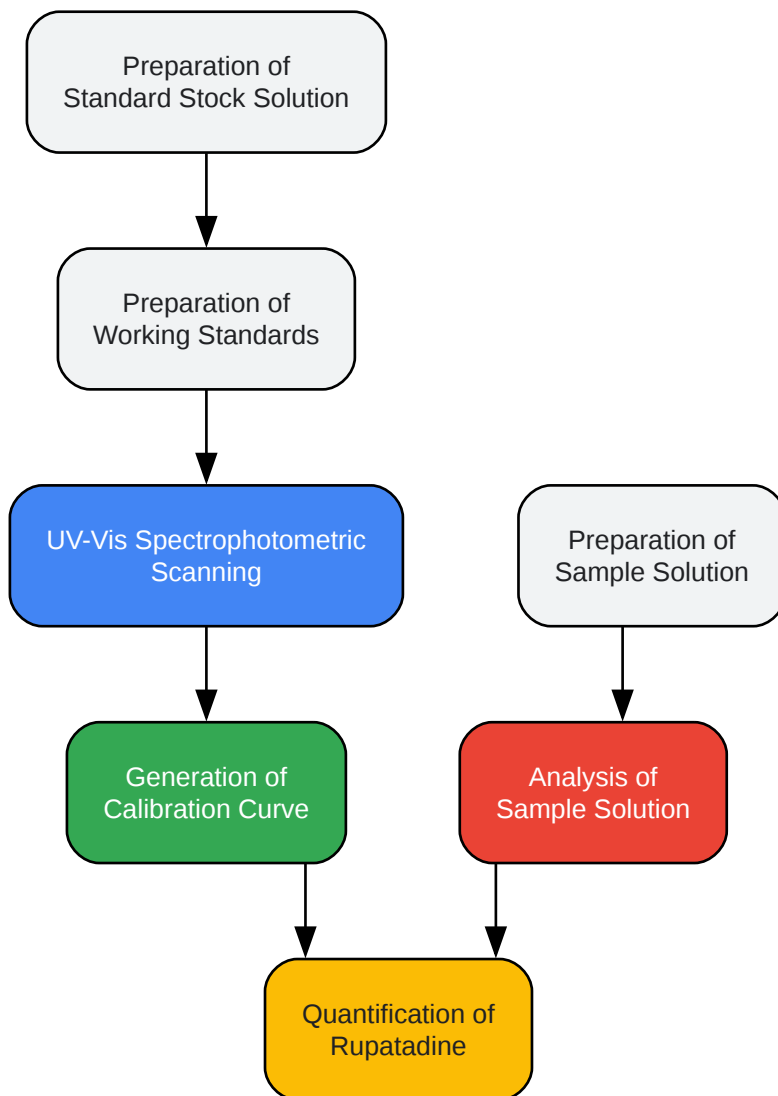 Preparation of
Standard Stock Solution
Preparation of
Working Standards
UV-Vis Spectrophotometric
Scanning
Preparation of
Sample Solution
Generation of
Calibration Curve
Analysis of
Sample Solution
Quantification of
Rupatadine